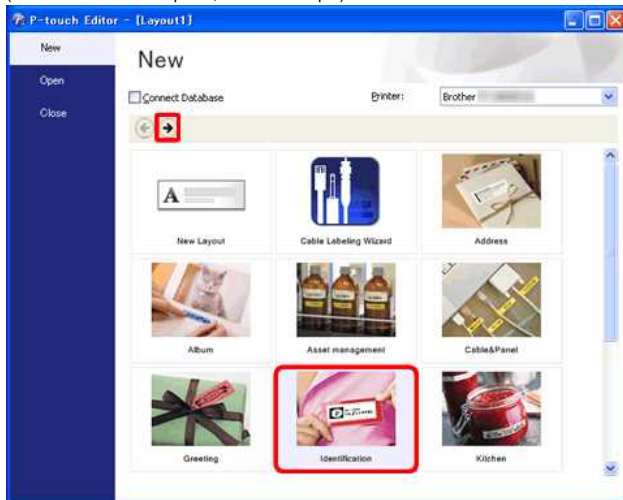 P-touch Editor - [Layout1]
New
Open
Close
New
Connect Database
Printer:
Brother
A
New Layout
Cable Labeling Wizard
Address
Album
Asset management
Cable&Panel
Greeting
Identification
Kitchen